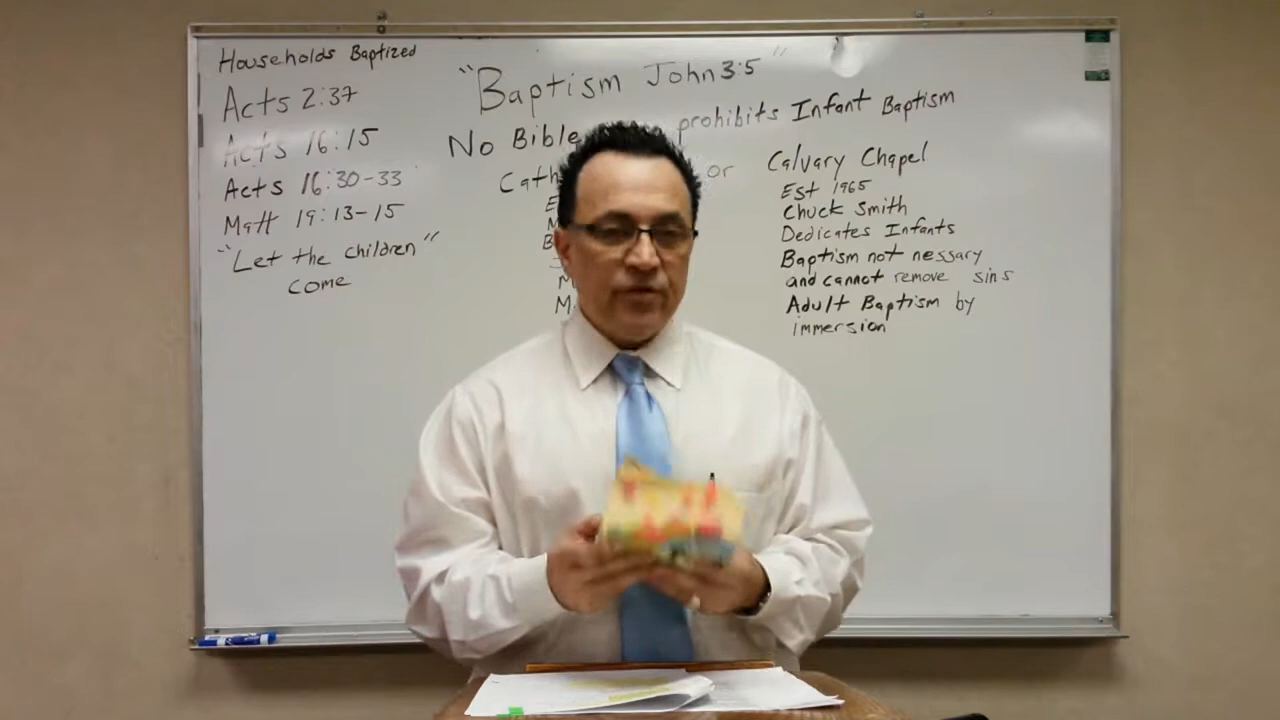 Households Baptized
Acts 2:37
Acts 16:15
Acts 16:30-33
Matt 19:13-15
"Let the children"
come
"Baptism John 3:5"
No Bible prohibits Infant Baptism
or
Calvary Chapel
Est 1965
Chuck Smith
Dedicates Infants
Baptism not nessary
and cannot remove sins
Adult Baptism by
immersion